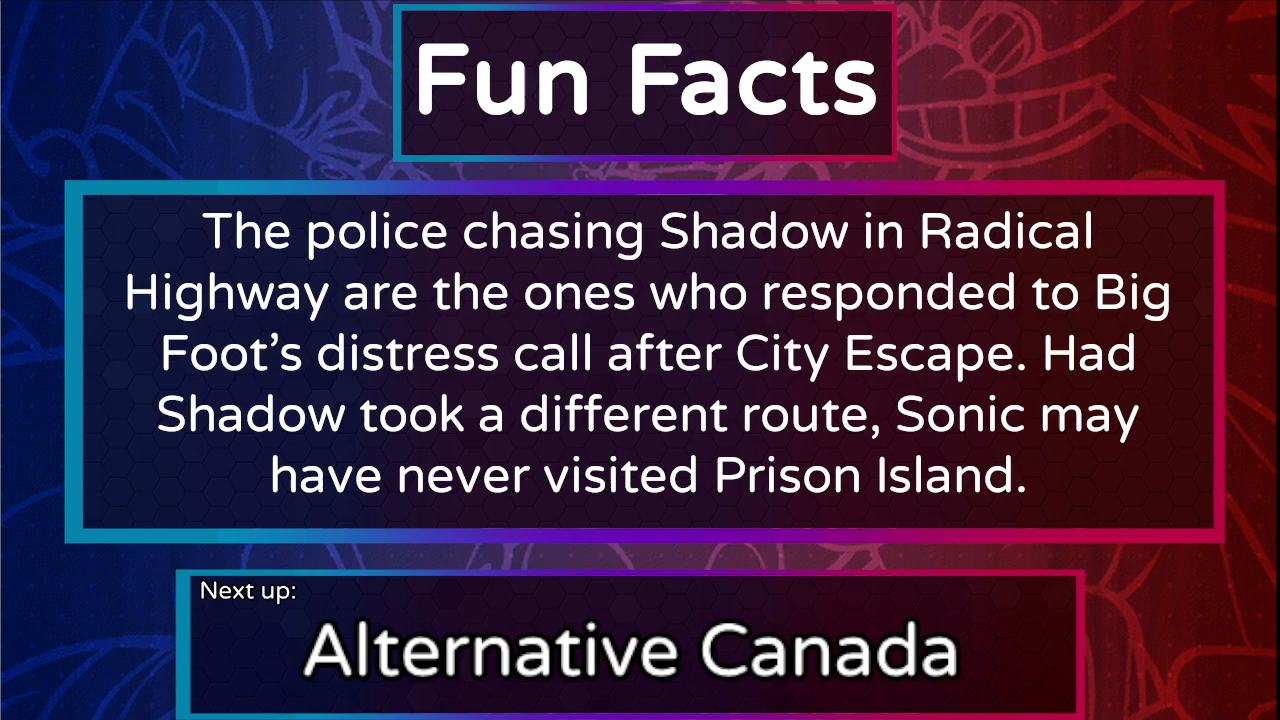 Fun Facts
The police chasing Shadow in Radical
Highway are the ones who responded to Big
Foot’s distress call after City Escape. Had
Shadow took a different route, Sonic may
have never visited Prison Island.
Next up:
Alternative Canada